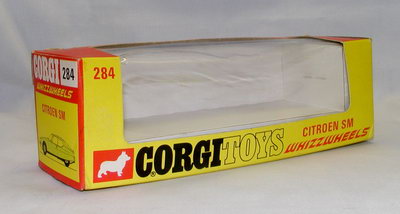 CORGI 284
WHIZZWHEELS
CITROEN SM
284
CORGI TOYS
CITROEN SM
WHIZZWHEELS